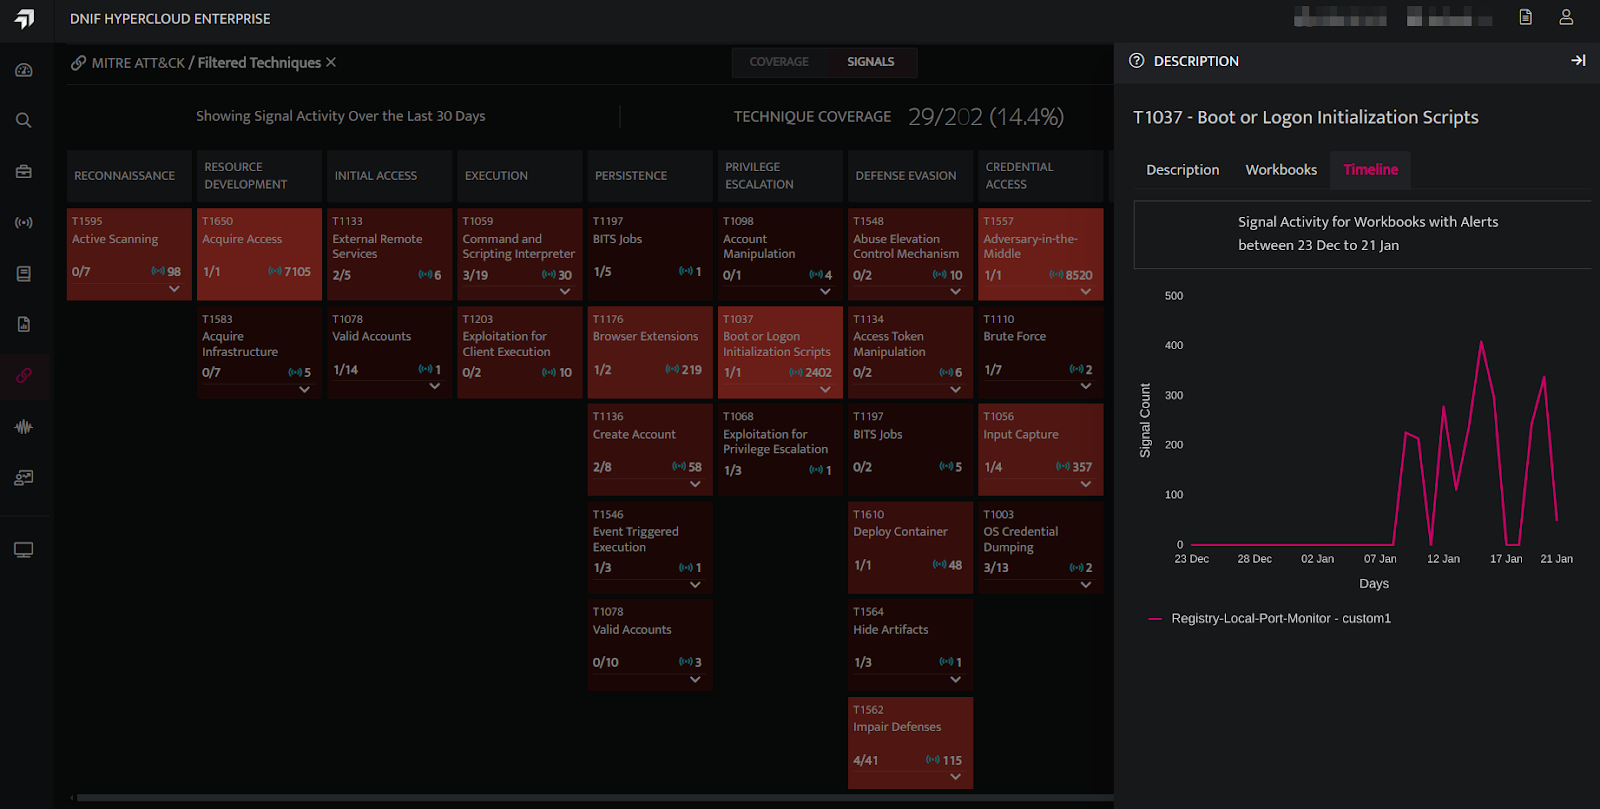 DNIF HYPERCLOUD ENTERPRISE
MITRE ATT&CK / Filtered Techniques ×
COVERAGE
SIGNALS
Showing Signal Activity Over the Last 30 Days
TECHNIQUE COVERAGE 29/202 (14.4%)
RECONNAISSANCE
T1595
Active Scanning
0/7 98
RESOURCE
DEVELOPMENT
T1650
Acquire Access
1/1 7105
T1583
Acquire
Infrastructure
0/7 5
INITIAL ACCESS
T1133
External Remote
Services
2/5 6
T1078
Valid Accounts
1/14 1
EXECUTION
T1059
Command and
Scripting Interpreter
3/19 30
T1203
Exploitation for
Client Execution
0/2 10
PERSISTENCE
T1197
BITS Jobs
1/5 1
T1176
Browser Extensions
1/2 219
T1136
Create Account
2/8 58
T1546
Event Triggered
Execution
1/3 1
T1078
Valid Accounts
0/10 3
PRIVILEGE
ESCALATION
T1098
Account
Manipulation
0/1 4
T1037
Boot or Logon
Initialization Scripts
1/1 2402
T1068
Exploitation for
Privilege Escalation
1/3 1
DEFENSE EVASION
T1548
Abuse Elevation
Control Mechanism
0/2 10
T1134
Access Token
Manipulation
0/2 6
T1197
BITS Jobs
0/2 5
T1610
Deploy Container
1/1 48
T1564
Hide Artifacts
1/3 1
T1562
Impair Defenses
4/41 115
CREDENTIAL
ACCESS
T1557
Adversary-in-the-
Middle
1/1 8520
T1110
Brute Force
1/7 2
T1056
Input Capture
1/4 357
T1003
OS Credential
Dumping
3/13 2
DESCRIPTION
T1037 - Boot or Logon Initialization Scripts
Description
Workbooks
Timeline
Signal Activity for Workbooks with Alerts
between 23 Dec to 21 Jan
500
400
300
200
100
0
Signal Count
23 Dec 28 Dec 02 Jan 07 Jan 12 Jan 17 Jan 21 Jan
Days
Registry-Local-Port-Monitor - custom1